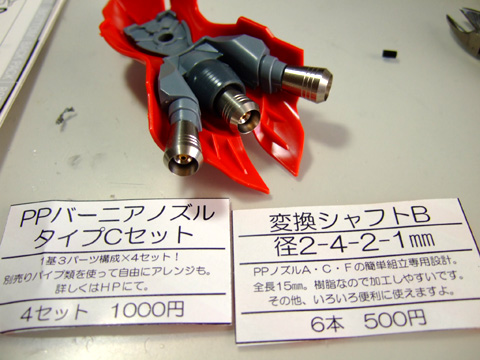 PPバーニアノズル
タイプCセット
1基3パーツ構成×4セット！
別売りパイプ類を使って自由にアレンジも。
詳しくはHPにて。
4セット 1000円
変換シャフトB
径2-4-2-1mm
PPノズルA・C・Fの簡単組立専用設計。
全長15mm。樹脂なので加工しやすいです。
その他、いろいろ便利に使えますよ。
6本 500円